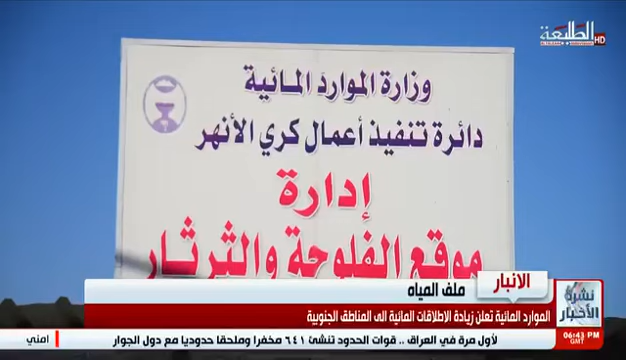 الطليعة HD
وزارة الموارد المائية
دائرة تنفيذ أعمال كري الأنهر
إدارة
موقع الفلوجة والثرثار
الانبار
ملف المياه
نشرة الأخبار
الموارد المائية تعلن زيادة الاطلاقات المائية الى المناطق الجنوبية
06:43 PM
GMT
لأول مرة في العراق .. قوات الحدود تنشئ ٦٤١ مخفرا وملحقا حدوديا مع دول الجوار
امني